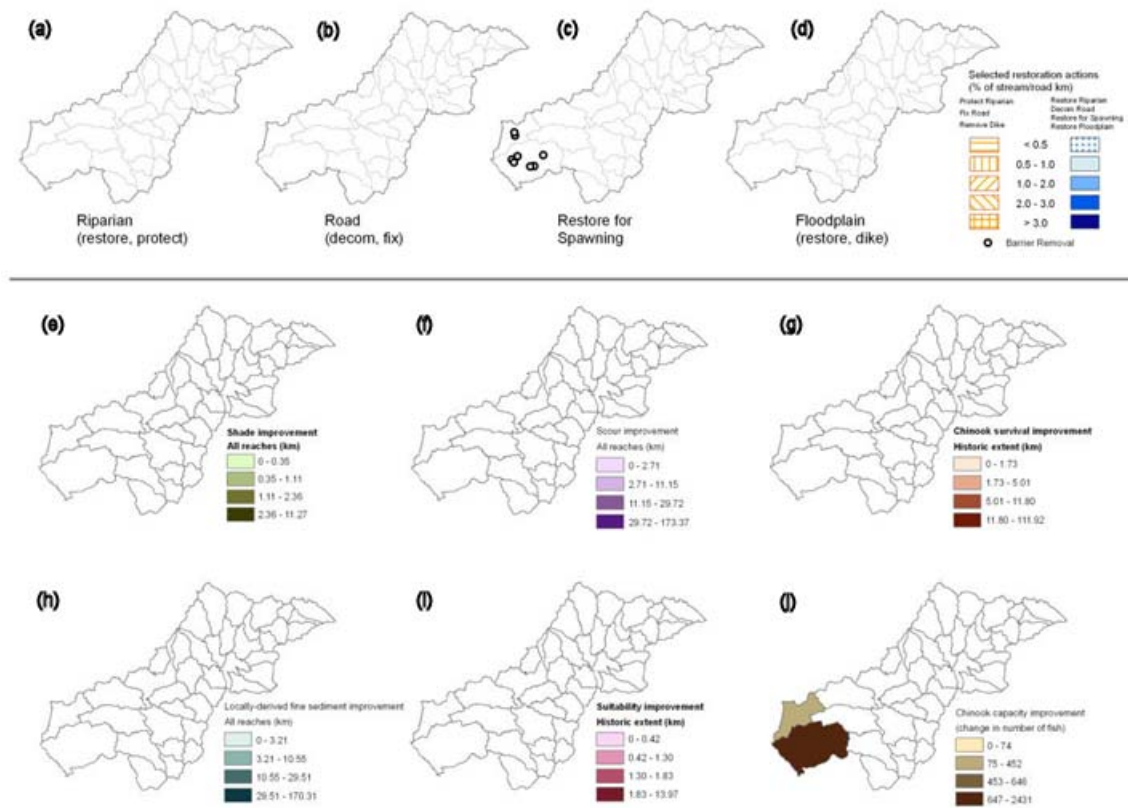 (a)
(b)
(c)
(d)
Riparian
(restore, protect)
Road
(decom, fix)
Restore for
Spawning
Floodplain
(restore, dike)
Selected restoration actions
(% of stream/road km)
Protect Riparian
Fix Road
Remove Dike
Restore Riparian
Decom Road
Restore for Spawning
Restore Floodplain
< 0.5
0.5 - 1.0
1.0 - 2.0
2.0 - 3.0
> 3.0
Barrier Removal
(e)
Shade improvement
All reaches (km)
0 - 0.35
0.35 - 1.11
1.11 - 2.36
2.36 - 11.27
(f)
Scour improvement
All reaches (km)
0 - 2.71
2.71 - 11.15
11.15 - 29.72
29.72 - 173.37
(g)
Chinook survival improvement
Historic extent (km)
0 - 1.73
1.73 - 5.01
5.01 - 11.80
11.80 - 111.92
(h)
Locally-derived fine sediment improvement
All reaches (km)
0 - 3.21
3.21 - 10.55
10.55 - 29.51
29.51 - 170.31
(i)
Suitability improvement
Historic extent (km)
0 - 0.42
0.42 - 1.30
1.30 - 1.83
1.83 - 13.97
(j)
Chinook capacity improvement
(change in number of fish)
0 - 74
75 - 452
453 - 646
647 - 2431